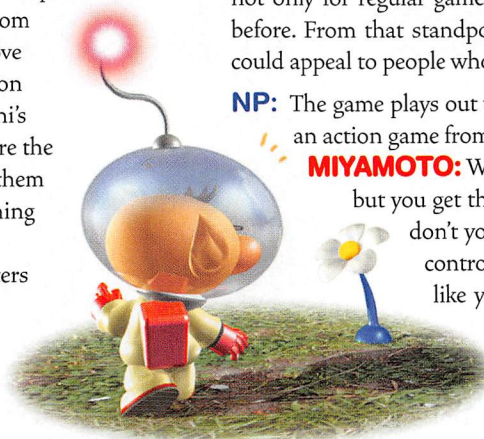 om
ve
on
ni's
re the
them
ning
ters
not only for regular game
before. From that standpo
could appeal to people who
NP: The game plays out
an action game from
MIYAMOTO: W
but you get th
don't yo
contro
like y